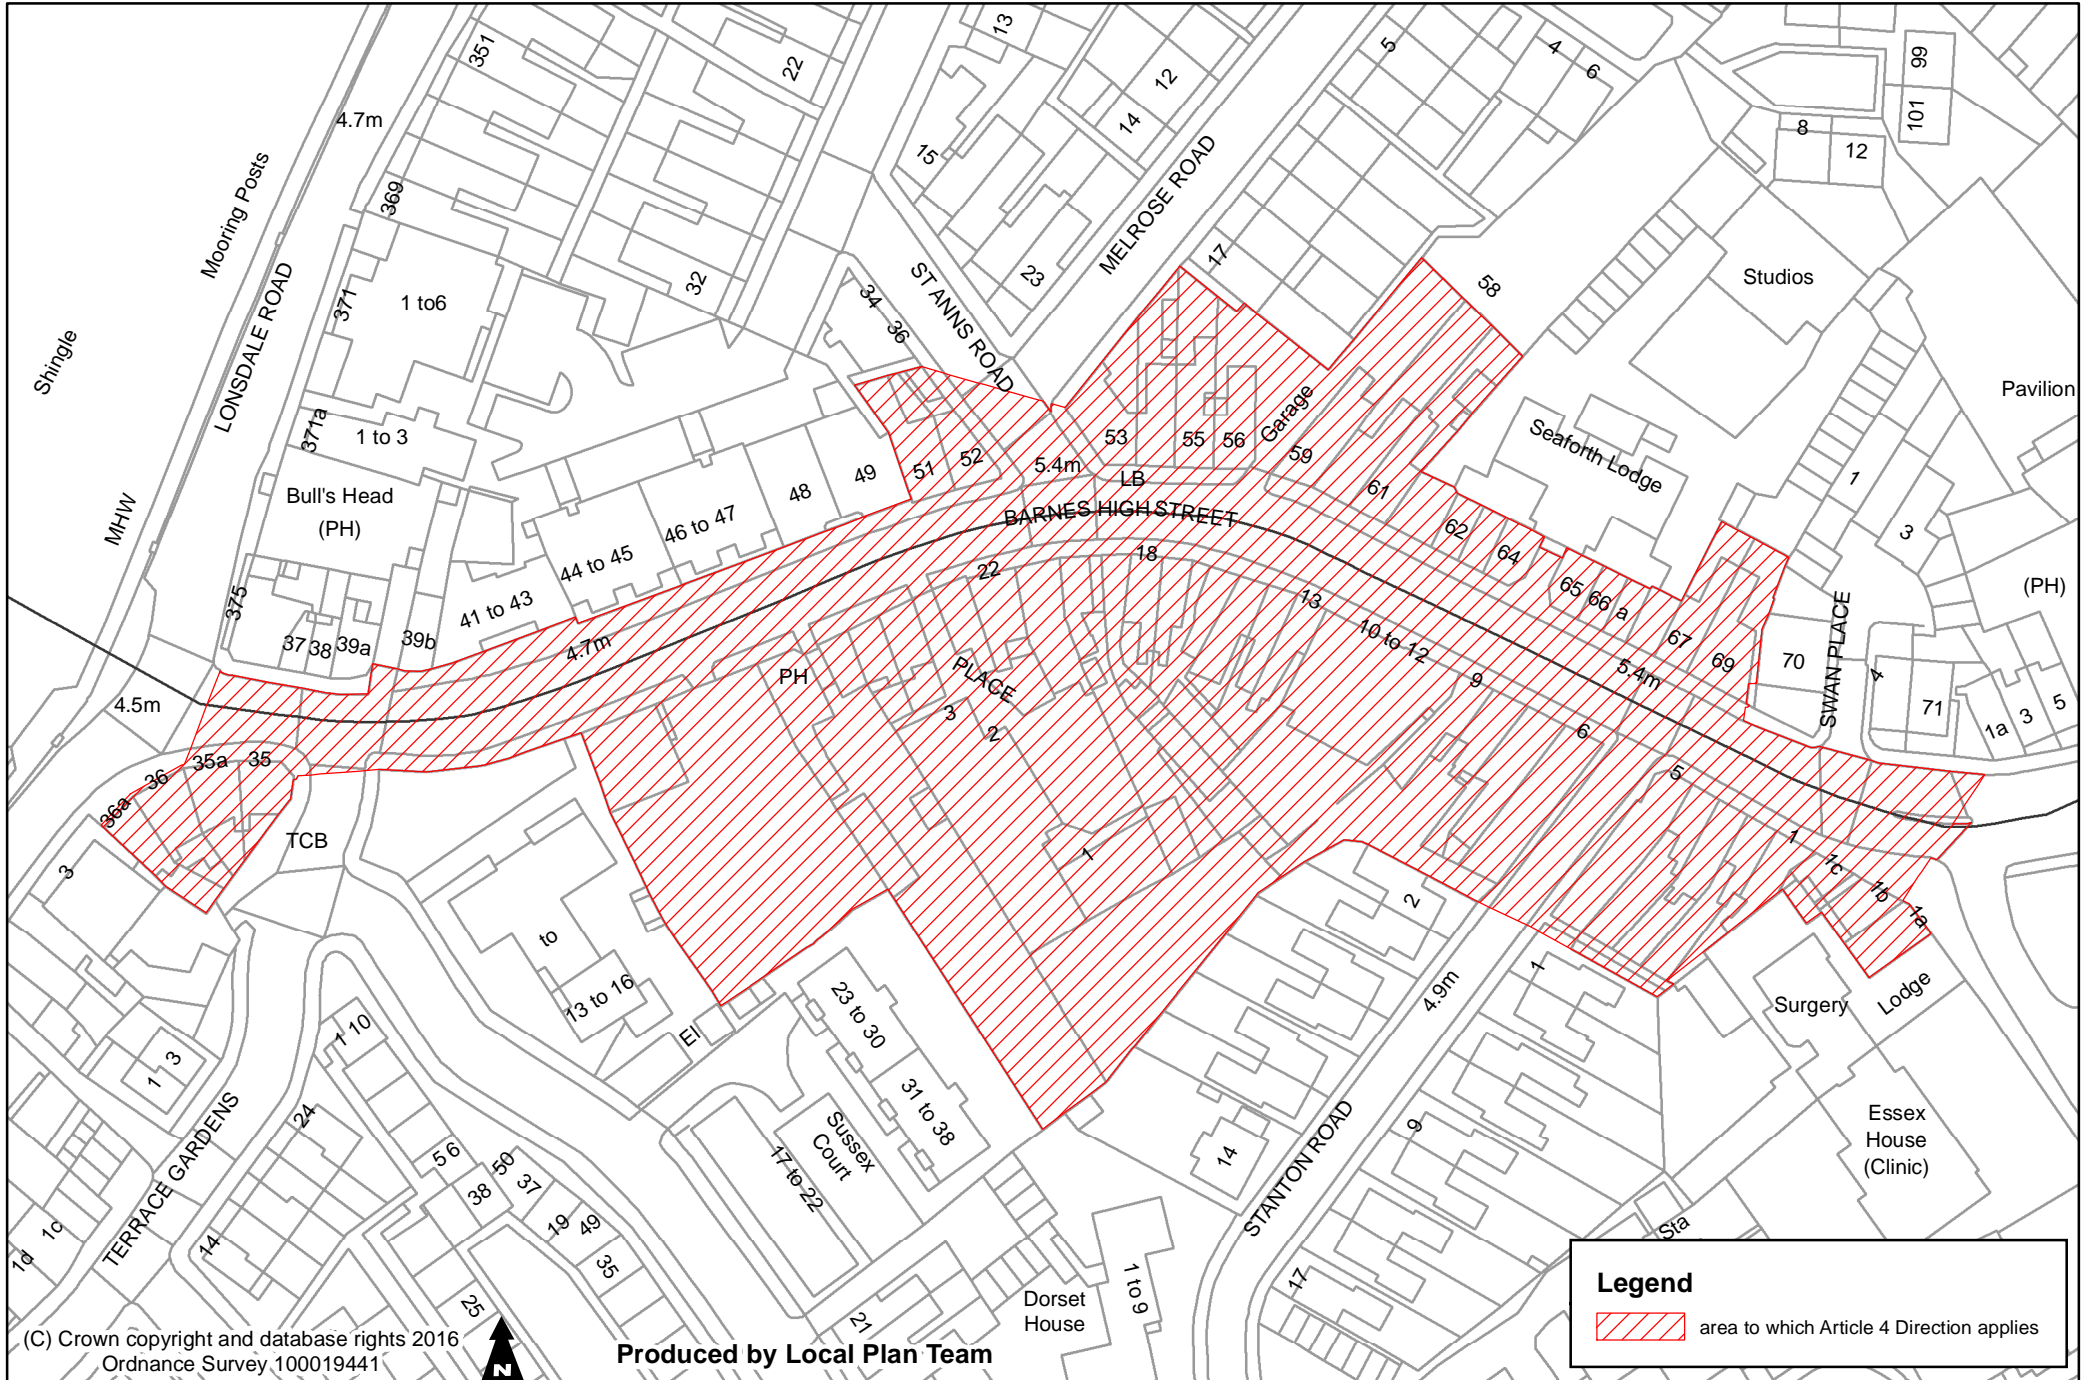 351
22
13
12
14
5
4
6
99
101
8
12
4.7m
15
369
Mooring Posts
MELROSE ROAD
17
58
Studios
LONSDALE ROAD
371
1 to6
32
34
36
ST ANNS ROAD
23
Shingle
371a
1 to 3
Pavilion
Bull's Head
(PH)
MHW
49
48
46 to 47
44 to 45
41 to 43
51
52
5.4m
53
55
56
LB
Garage
59
61
Seaforth Lodge
1
3
BARNES HIGH STREET
62
64
65
66 a
67
69
70
SWAN PLACE
4
71
(PH)
1a
3
5
375
37
38
39a
39b
4.7m
22
18
13
10 to 12
9
6
5
5.4m
4.5m
PH
PLACE
3
2
1
36a
36
35a
35
TCB
3
1
1c
1b
1a
2
1
4.9m
Surgery
Lodge
to
13 to 16
El
23 to 30
31 to 38
Sussex
Court
17 to 22
1
3
1 10
24
TERRACE GARDENS
5 6
50
38
37
19
49
35
25
14
1c
1d
14
STANTON ROAD
9
17
Essex
House
(Clinic)
Sta
Dorset
House
1 to 9
21
Legend
area to which Article 4 Direction applies
(C) Crown copyright and database rights 2016
Ordnance Survey 100019441
N
Produced by Local Plan Team